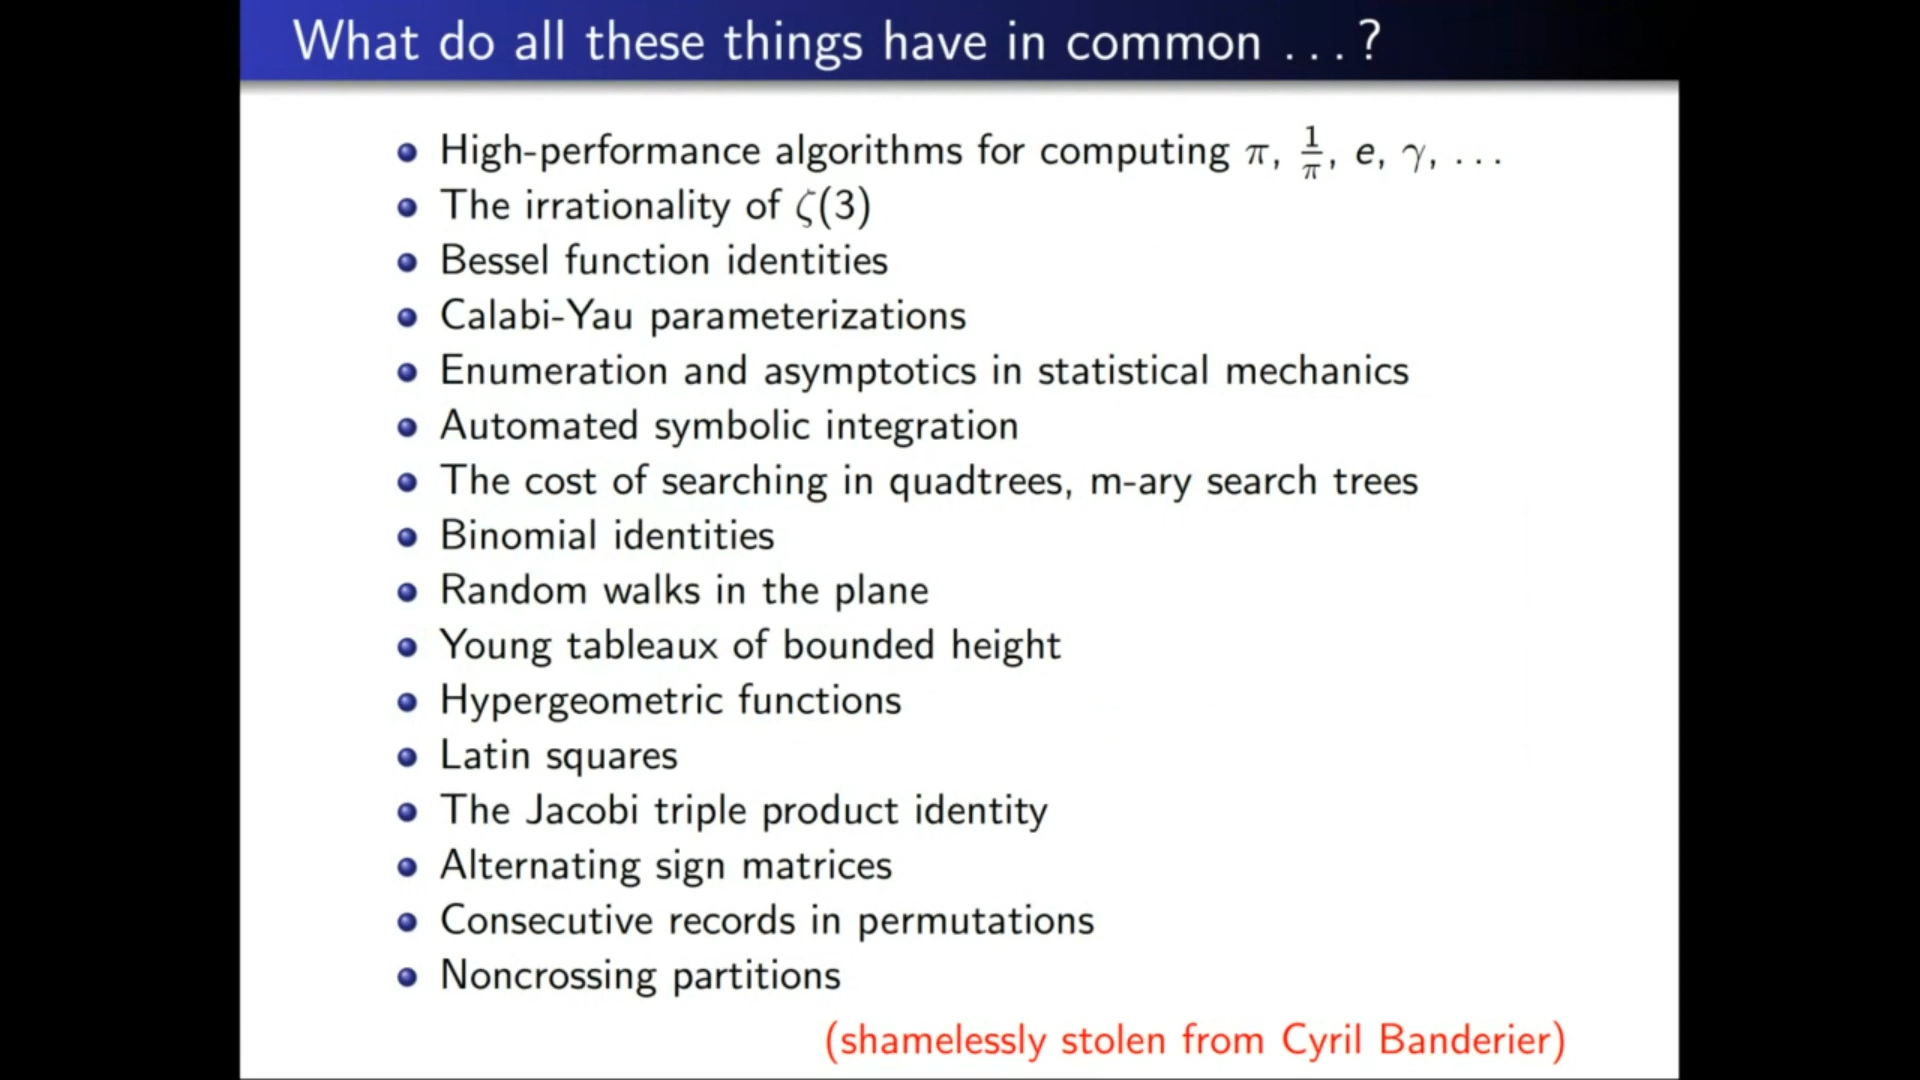 What do all these things have in common ...?
High-performance algorithms for computing π, 1/π, e, γ, ...
The irrationality of ζ(3)
Bessel function identities
Calabi-Yau parameterizations
Enumeration and asymptotics in statistical mechanics
Automated symbolic integration
The cost of searching in quadtrees, m-ary search trees
Binomial identities
Random walks in the plane
Young tableaux of bounded height
Hypergeometric functions
Latin squares
The Jacobi triple product identity
Alternating sign matrices
Consecutive records in permutations
Noncrossing partitions
(shamelessly stolen from Cyril Banderier)